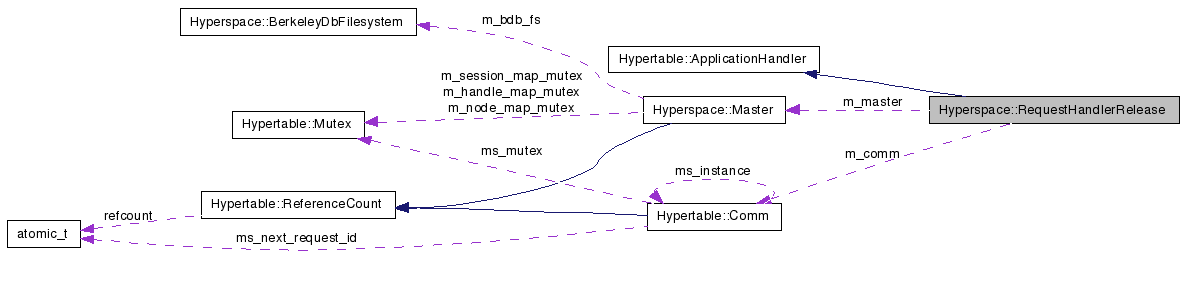 Hyperspace::BerkeleyDbFilesystem
m_bdb_fs
Hypertable::ApplicationHandler
m_session_map_mutex
m_handle_map_mutex
m_node_map_mutex
Hyperspace::Master
m_master
Hyperspace::RequestHandlerRelease
Hypertable::Mutex
ms_mutex
m_comm
ms_instance
Hypertable::ReferenceCount
refcount
Hypertable::Comm
atomic_t
ms_next_request_id